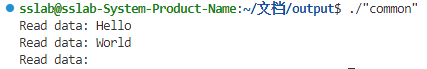 sslab@sslab-System-Product-Name:~/文档/output$ ./"common"
Read data: Hello
Read data: World
Read data: